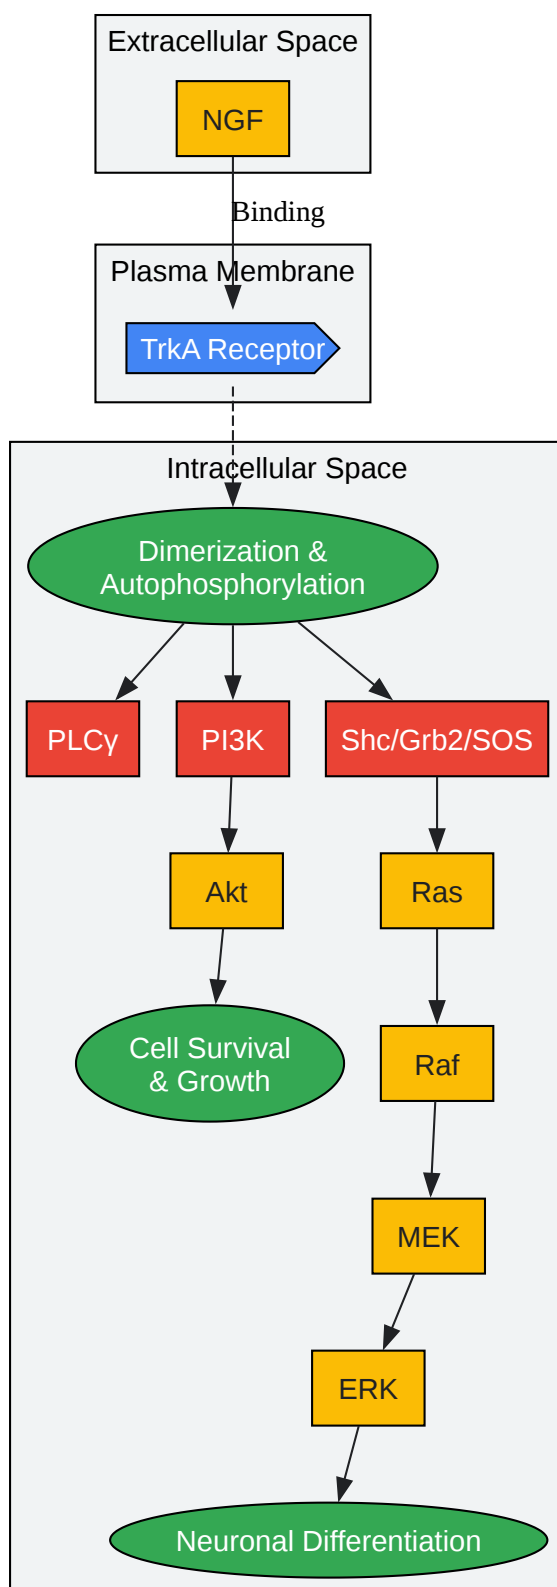 Extracellular Space
NGF
Binding
Plasma Membrane
TrkA Receptor
Intracellular Space
Dimerization &
Autophosphorylation
PLCγ
PI3K
Shc/Grb2/SOS
Akt
Ras
Cell Survival
& Growth
Raf
MEK
ERK
Neuronal Differentiation